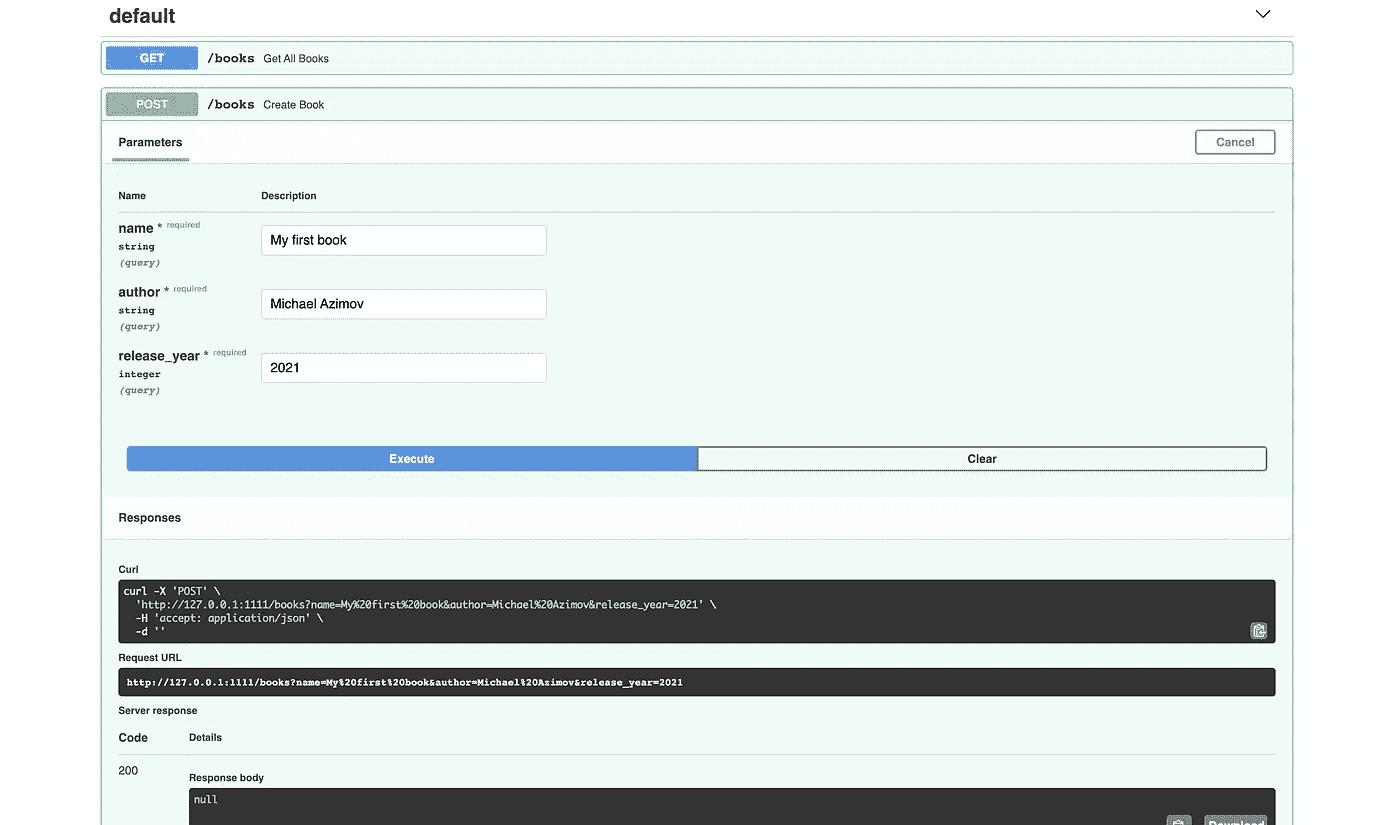 default
GET /books Get All Books
POST /books Create Book
Parameters
Cancel
Name Description
name * required
string
(query)
My first book
author * required
string
(query)
Michael Azimov
release_year * required
integer
(query)
2021
Execute Clear
Responses
Curl
curl -X 'POST' \
'http://127.0.0.1:1111/books?name=My%20first%20book&author=Michael%20Azimov&release_year=2021' \
-H 'accept: application/json' \
-d ''
Request URL
http://127.0.0.1:1111/books?name=My%20first%20book&author=Michael%20Azimov&release_year=2021
Server response
Code Details
200
Response body
null
Download